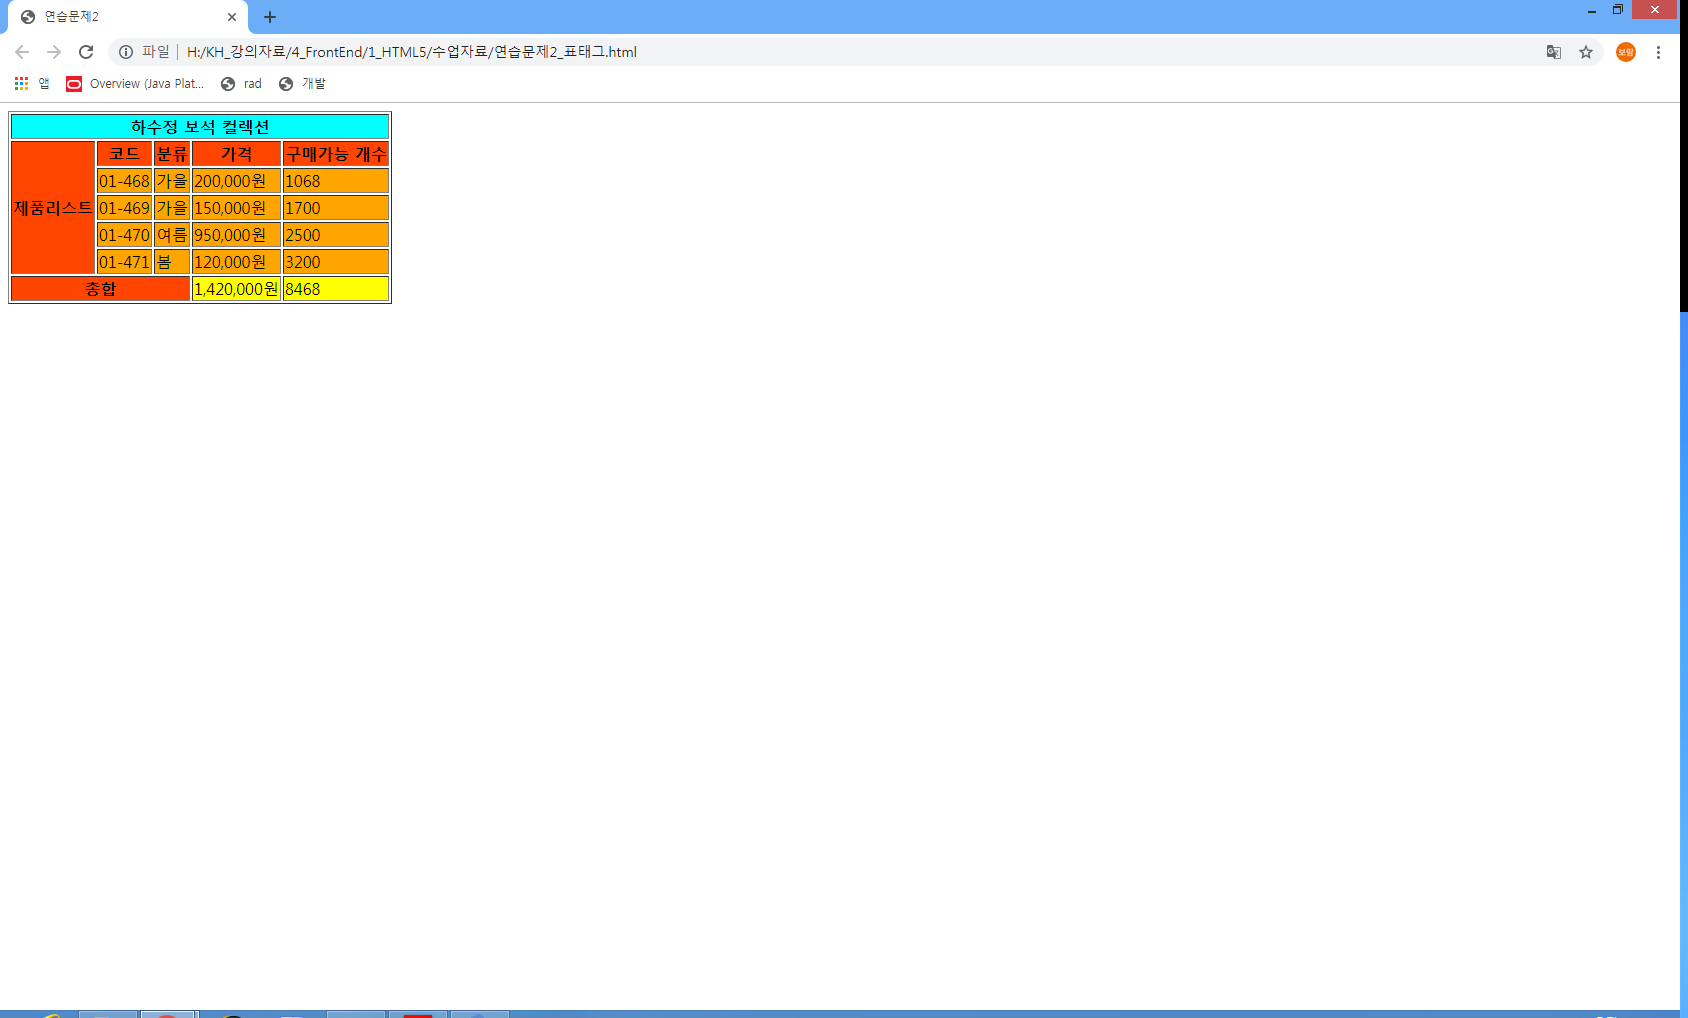 연습문제2
파일 H:/KH_강의자료/4_FrontEnd/1_HTML5/수업자료/연습문제2_표태그.html
보람
앱 Overview (Java Plat... rad 개발
하수정 보석 컬렉션
코드 분류 가격 구매가능 개수
01-468 가을 200,000원 1068
제품리스트 01-469 가을 150,000원 1700
01-470 여름 950,000원 2500
01-471 봄 120,000원 3200
총합 1,420,000원 8468